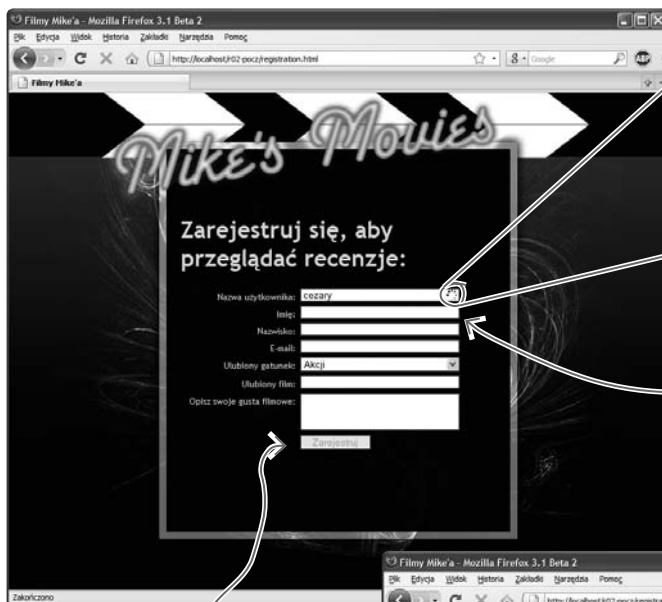 Filmy Mike'a - Mozilla Firefox 3.1 Beta 2
Plik Edycja Widok Historia Zakładki Narzędzia Pomoc
http://localhost/r02-pocz/registration.html
Google
ABP
Filmy Mike'a
Mike's Movies
Zarejestruj się, aby
przeglądać recenzje:
Nazwa użytkownika: cezary
Imię:
Nazwisko:
E-mail:
Ulubiony gatunek: Akcji
Ulubiony film:
Opisz swoje gusta filmowe:
Zarejestruj
Zakończono
Filmy Mike'a - Mozilla Firefox 3.1 Beta 2
Plik Edycja Widok Historia Zakładki Narzędzia Pomoc